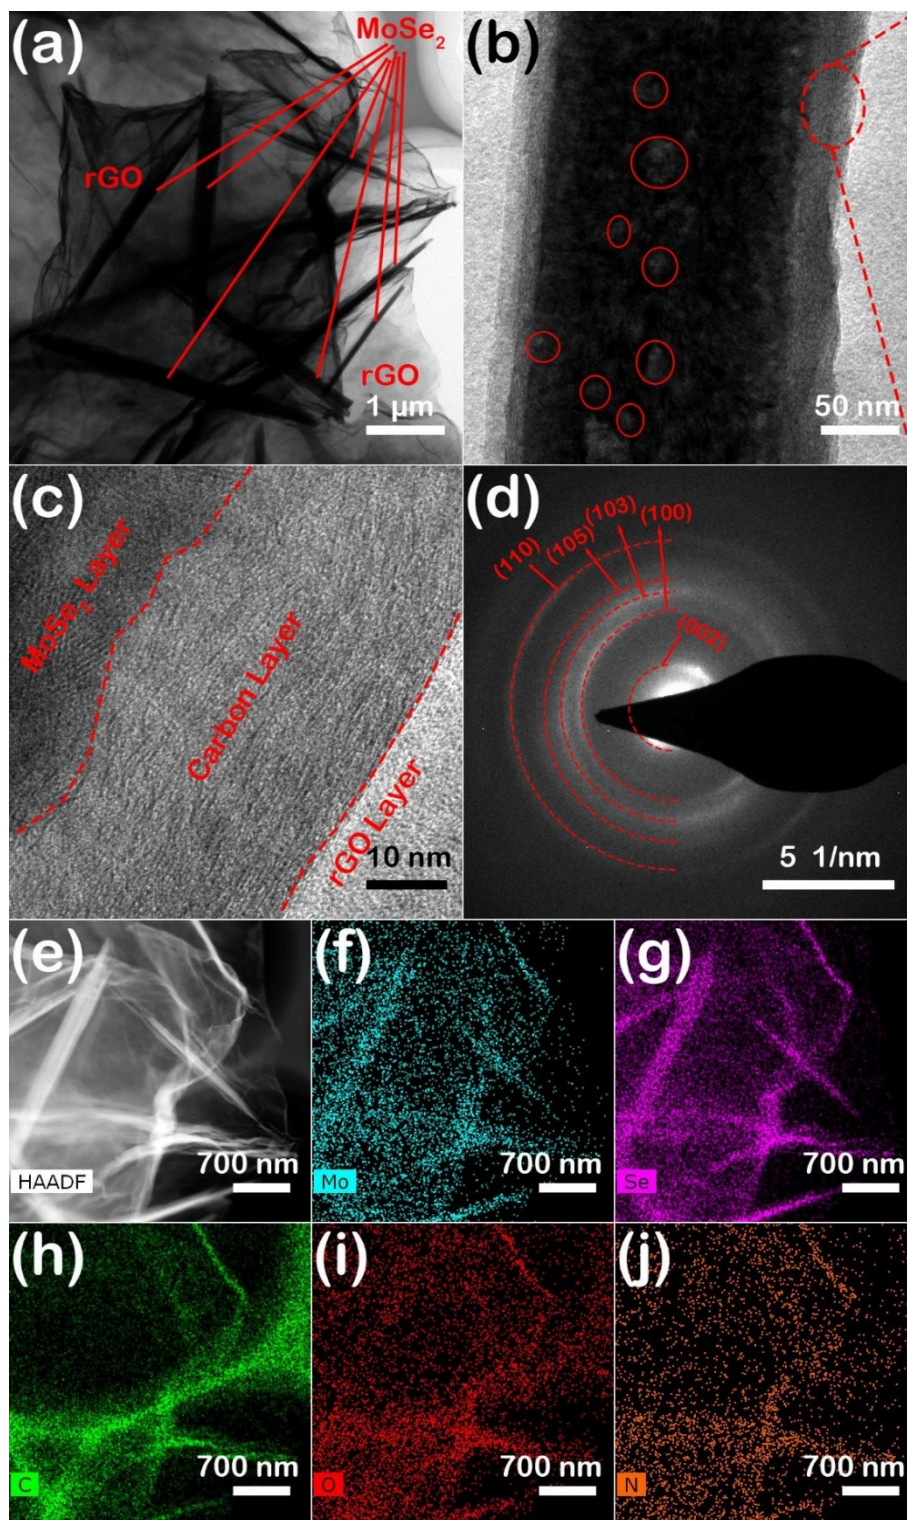 (a)
MoSe₂
rGO
rGO
1 μm
(b)
50 nm
(c)
MoSe₂ Layer
Carbon Layer
rGO Layer
10 nm
(d)
(110)
(105)
(103)
(100)
(002)
5 1/nm
(e)
HAADF
700 nm
(f)
Mo
700 nm
(g)
Se
700 nm
(h)
C
700 nm
(i)
O
700 nm
(j)
N
700 nm